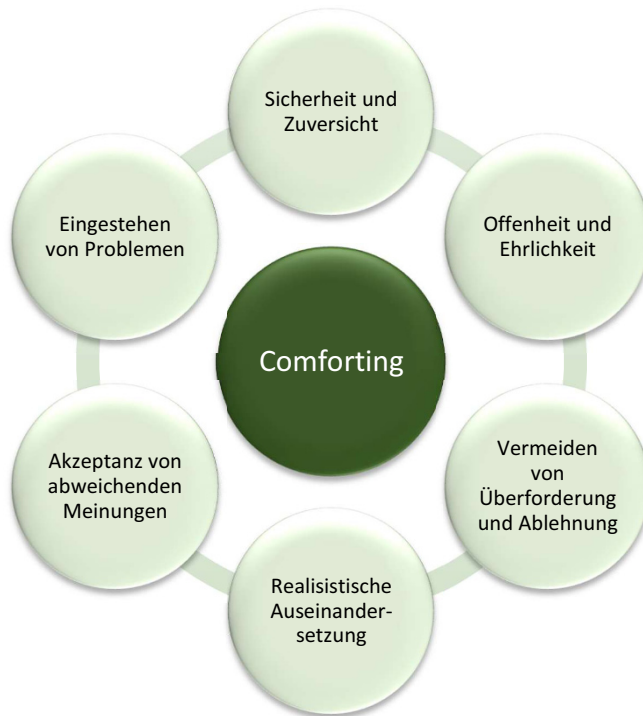 Sicherheit und
Zuversicht
Offenheit und
Ehrlichkeit
Vermeiden
von
Überforderung
und Ablehnung
Realisistische
Auseinander-
setzung
Akzeptanz von
abweichenden
Meinungen
Eingestehen
von Problemen
Comforting